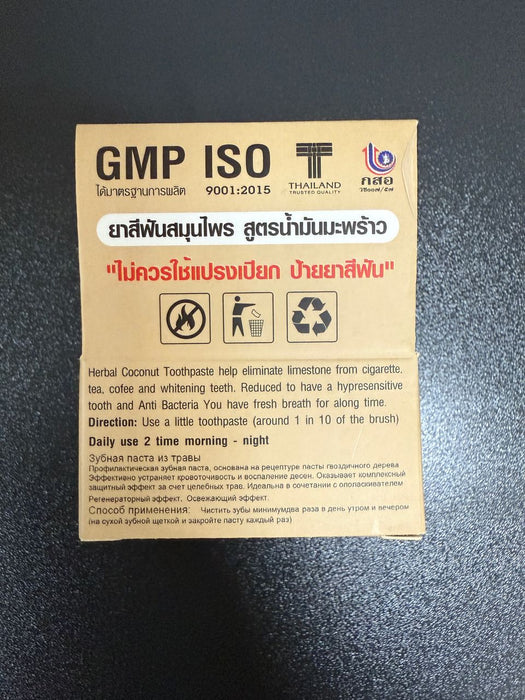 GMP ISO
ได้มาตรฐานการผลิต 9001:2015
THAILAND
TRUSTED QUALITY
กสอ
ยาสีฟันสมุนไพร สูตรน้ำมันมะพร้าว
"ไม่ควรใช้แปรงเปียก ป้ายยาสีฟัน"
Herbal Coconut Toothpaste help eliminate limestone from cigarette.
tea, cofee and whitening teeth. Reduced to have a hypresensitive
tooth and Anti Bacteria You have fresh breath for along time.
Direction: Use a little toothpaste (around 1 in 10 of the brush)
Daily use 2 time morning - night
Зубная паста из травы
Профилактическая зубная паста, основана на рецептуре пасты гвоздичного дерева
Эффективно устраняет кровоточивость и воспаление десен. Оказывает комплексный
защитный эффект за счет целебных трав. Идеальна в сочетании с ополаскивателем
Регенераторный эффект. Освежающий эффект.
Способ применения: Чистить зубы минимумдва раза в день утром и вечером
(на сухой зубной щеткой и закройте пасту каждый раз)